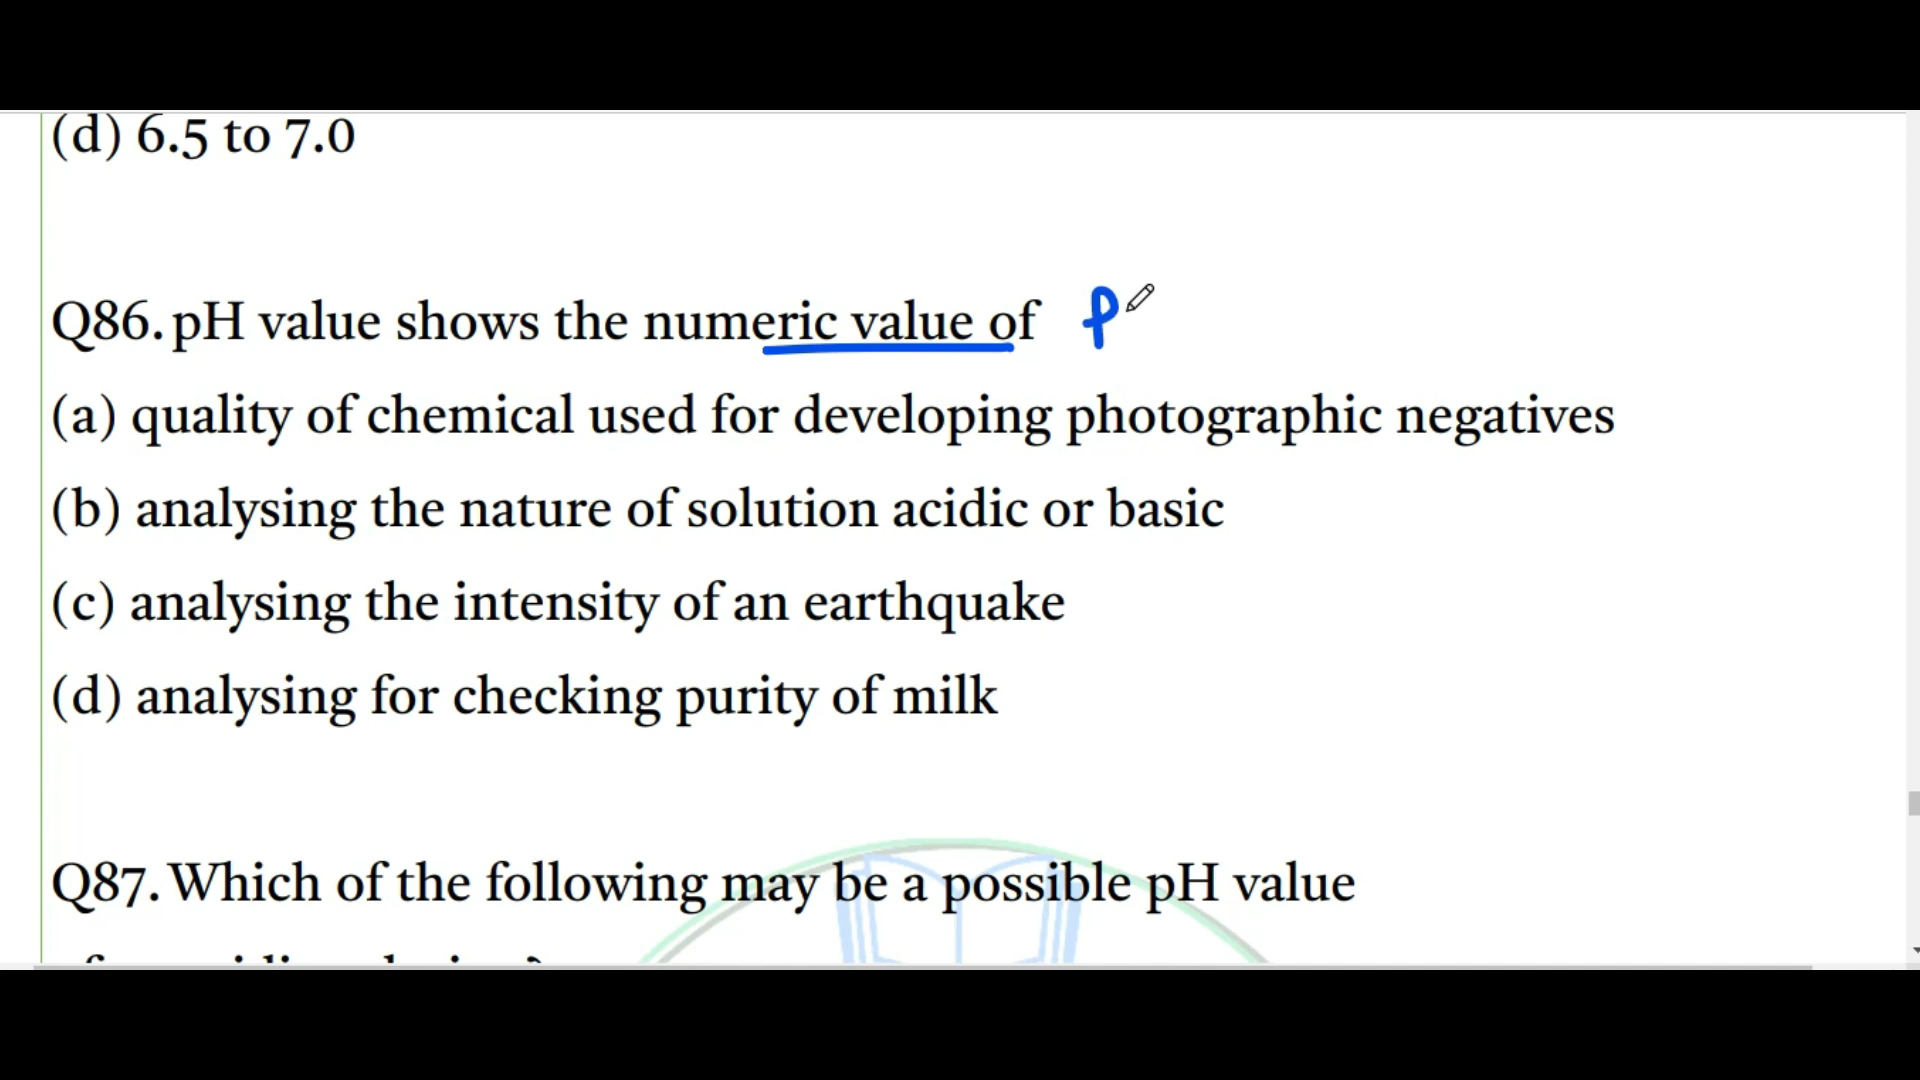 (d) 6.5 to 7.0
Q86. pH value shows the numeric value of p
(a) quality of chemical used for developing photographic negatives
(b) analysing the nature of solution acidic or basic
(c) analysing the intensity of an earthquake
(d) analysing for checking purity of milk
Q87. Which of the following may be a possible pH value